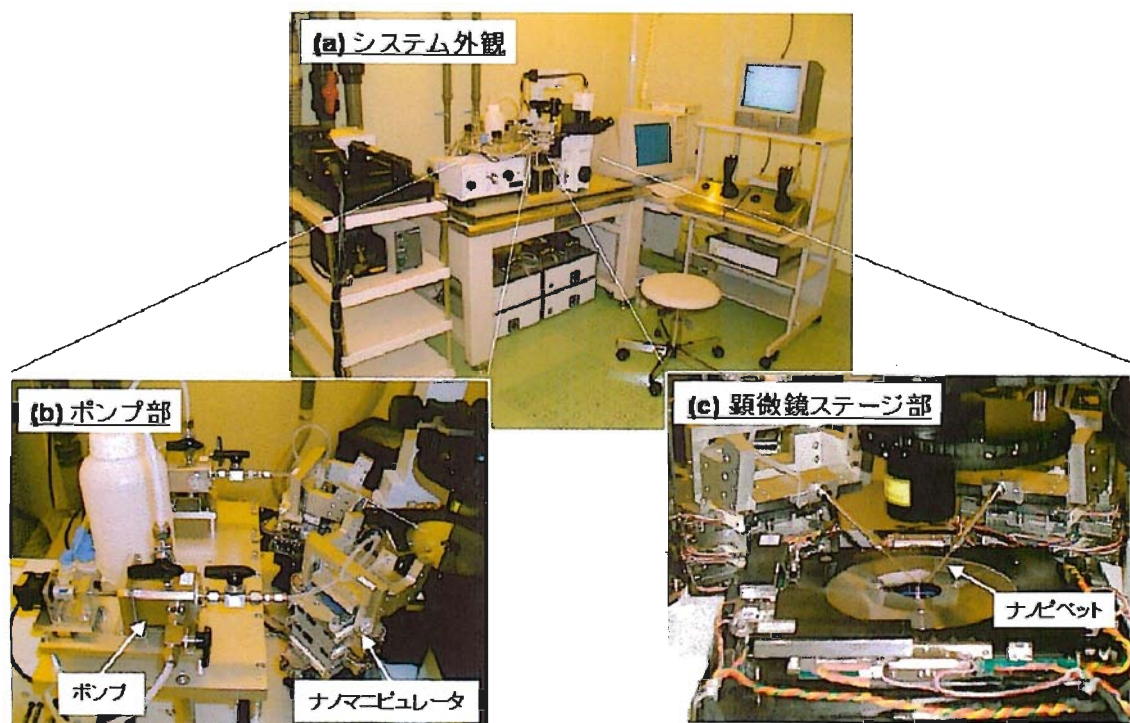 (a) システム外観
(b) ポンプ部
(c) 顕微鏡ステージ部
ナノピペット
ポンプ
ナノマニピュレータ